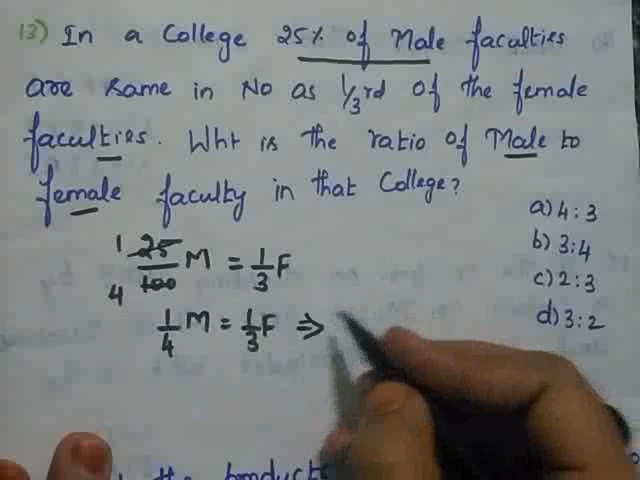 13) In a College 25% of Male faculties
are same in No as 1/3rd of the female
faculties. Wht is the ratio of Male to
female faculty in that College?
a) 4:3
b) 3:4
c) 2:3
d) 3:2
1 25/100 4 M = 1/3 F
1/4 M = 1/3 F ⇒
the products